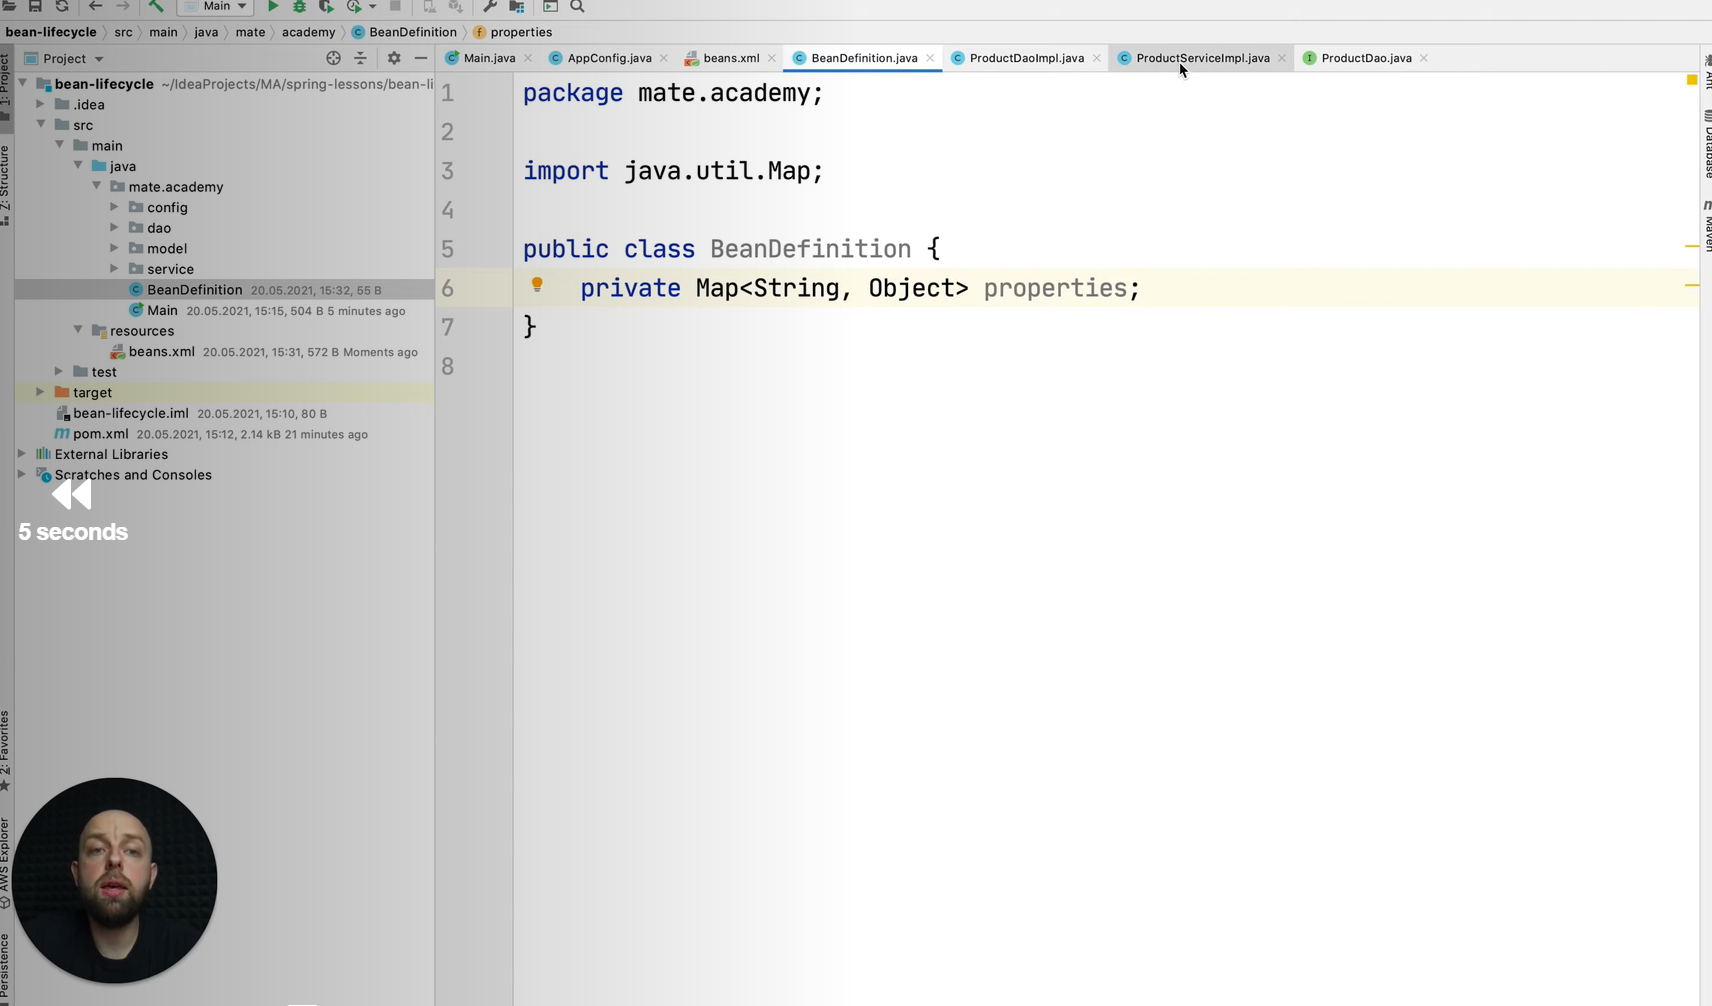 Main
bean-lifecycle src main java mate academy BeanDefinition properties
Project
Main.java AppConfig.java beans.xml BeanDefinition.java ProductDaoImpl.java ProductServiceImpl.java ProductDao.java
1: Project
Z: Structure
2: Favorites
AWS Explorer
Persistence
bean-lifecycle ~/IdeaProjects/MA/spring-lessons/bean-li
.idea
src
main
java
mate.academy
config
dao
model
service
BeanDefinition 20.05.2021, 15:32, 55 B
Main 20.05.2021, 15:15, 504 B 5 minutes ago
resources
beans.xml 20.05.2021, 15:31, 572 B Moments ago
test
target
bean-lifecycle.iml 20.05.2021, 15:10, 80 B
pom.xml 20.05.2021, 15:12, 2.14 kB 21 minutes ago
External Libraries
Scratches and Consoles
5 seconds
1 package mate.academy;
2
3 import java.util.Map;
4
5 public class BeanDefinition {
6 private Map<String, Object> properties;
7 }
8
Ant
Database
Maven